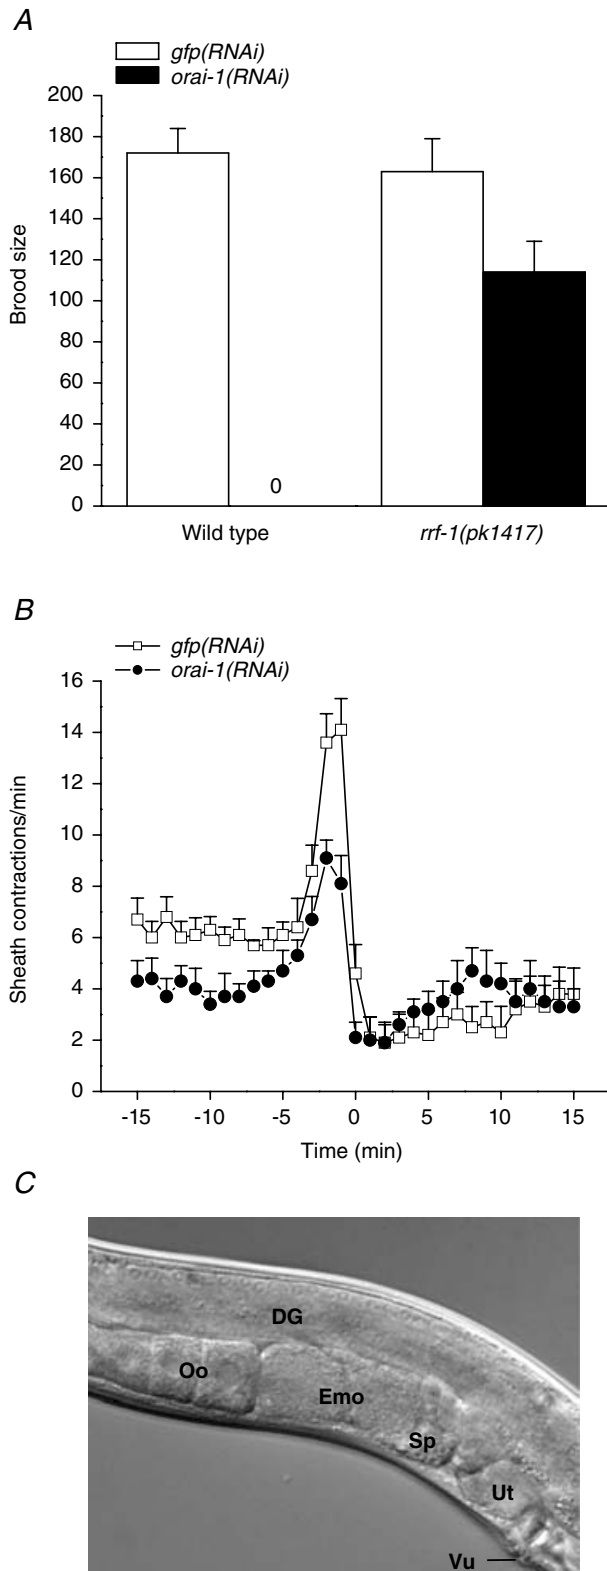 A
gfp(RNAi)
orai-1(RNAi)
200
180
160
140
120
100
80
60
40
20
0
Brood size
0
Wild type
rrf-1(pk1417)
B
gfp(RNAi)
orai-1(RNAi)
16
14
12
10
8
6
4
2
0
Sheath contractions/min
-15
-10
-5
0
5
10
15
Time (min)
C
DG
Oo
Emo
Sp
Ut
Vu